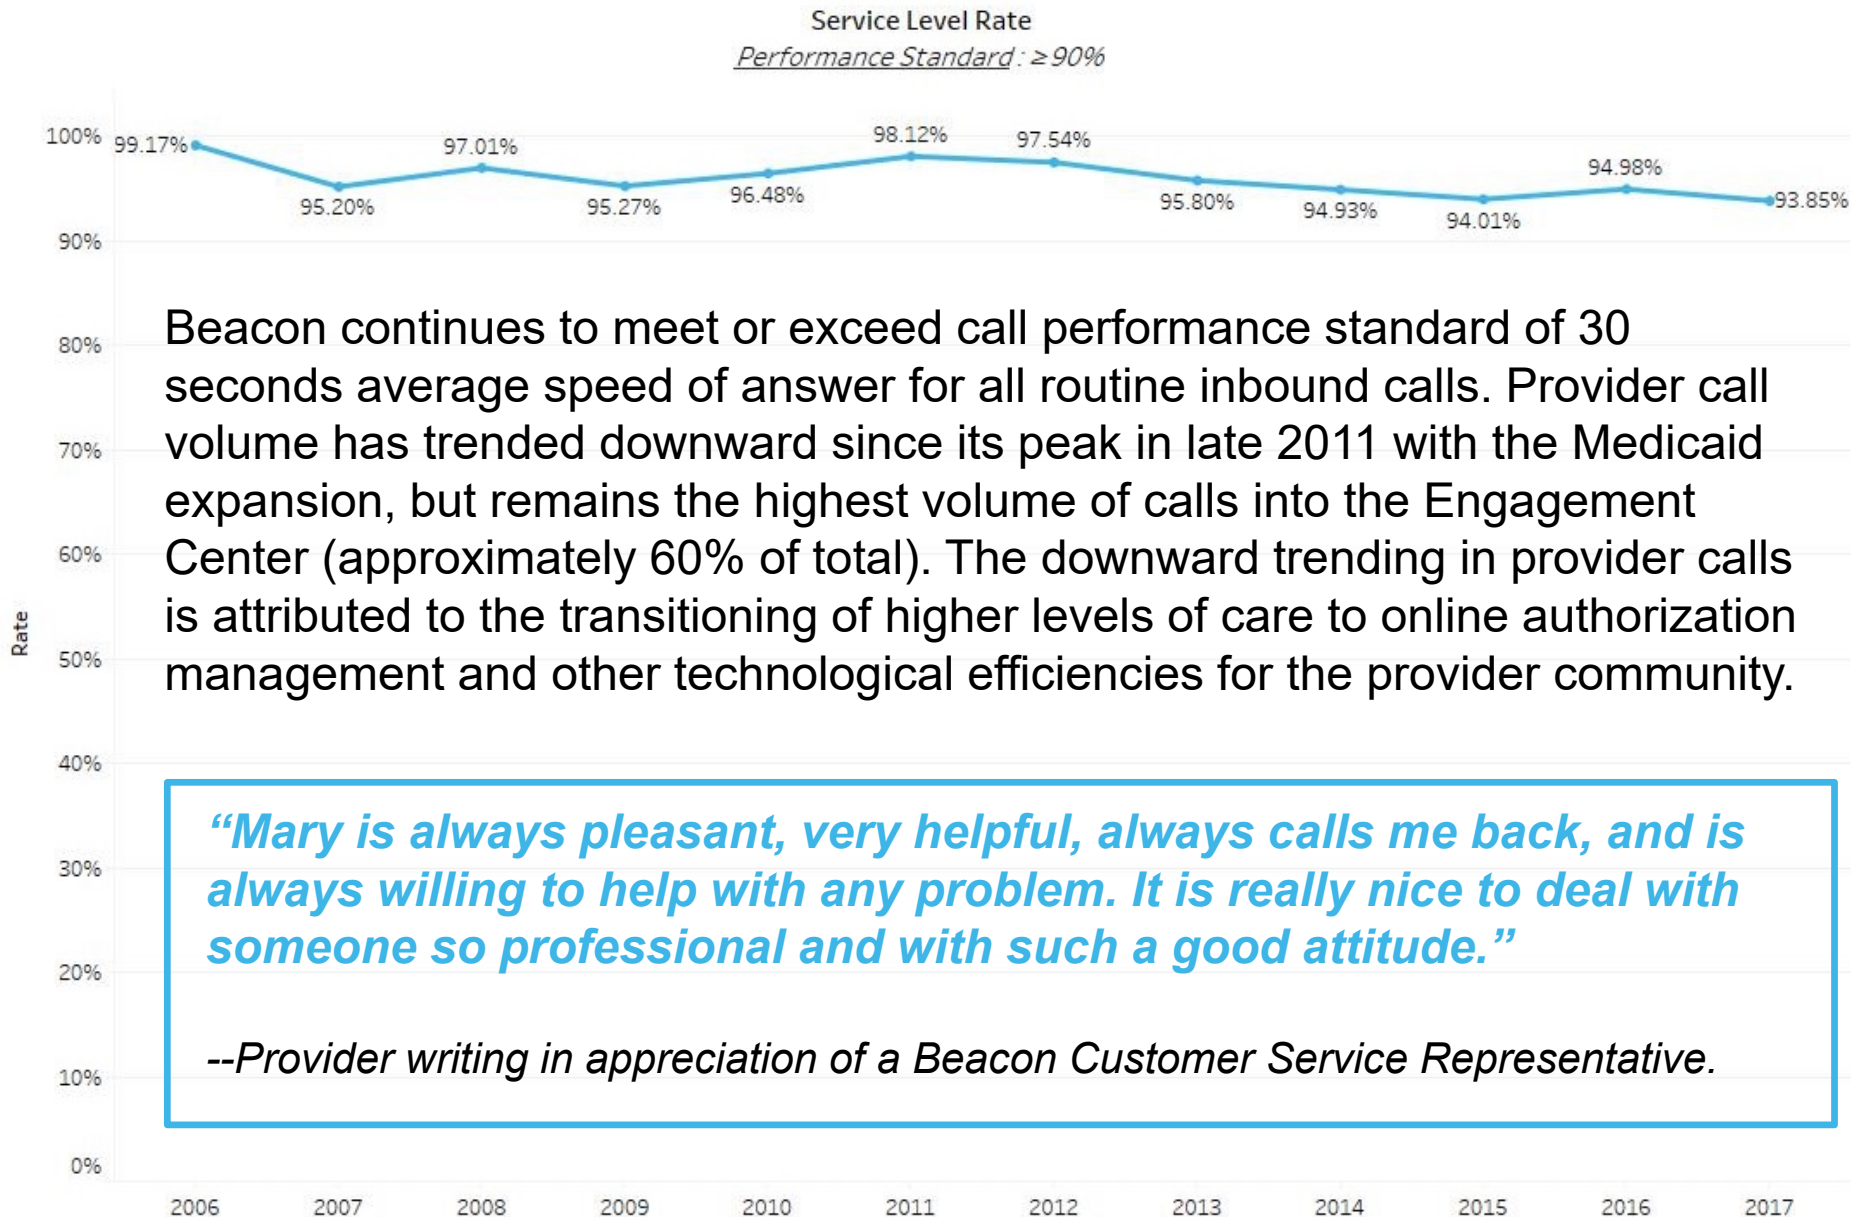 Service Level Rate
Performance Standard : ≥ 90%
100%
99.17%
95.20%
97.01%
95.27%
96.48%
98.12%
97.54%
95.80%
94.93%
94.01%
94.98%
93.85%
90%
80%
70%
60%
50%
40%
30%
20%
10%
0%
Rate
Beacon continues to meet or exceed call performance standard of 30
seconds average speed of answer for all routine inbound calls. Provider call
volume has trended downward since its peak in late 2011 with the Medicaid
expansion, but remains the highest volume of calls into the Engagement
Center (approximately 60% of total). The downward trending in provider calls
is attributed to the transitioning of higher levels of care to online authorization
management and other technological efficiencies for the provider community.
“Mary is always pleasant, very helpful, always calls me back, and is
always willing to help with any problem. It is really nice to deal with
someone so professional and with such a good attitude.”
--Provider writing in appreciation of a Beacon Customer Service Representative.
2006 2007 2008 2009 2010 2011 2012 2013 2014 2015 2016 2017